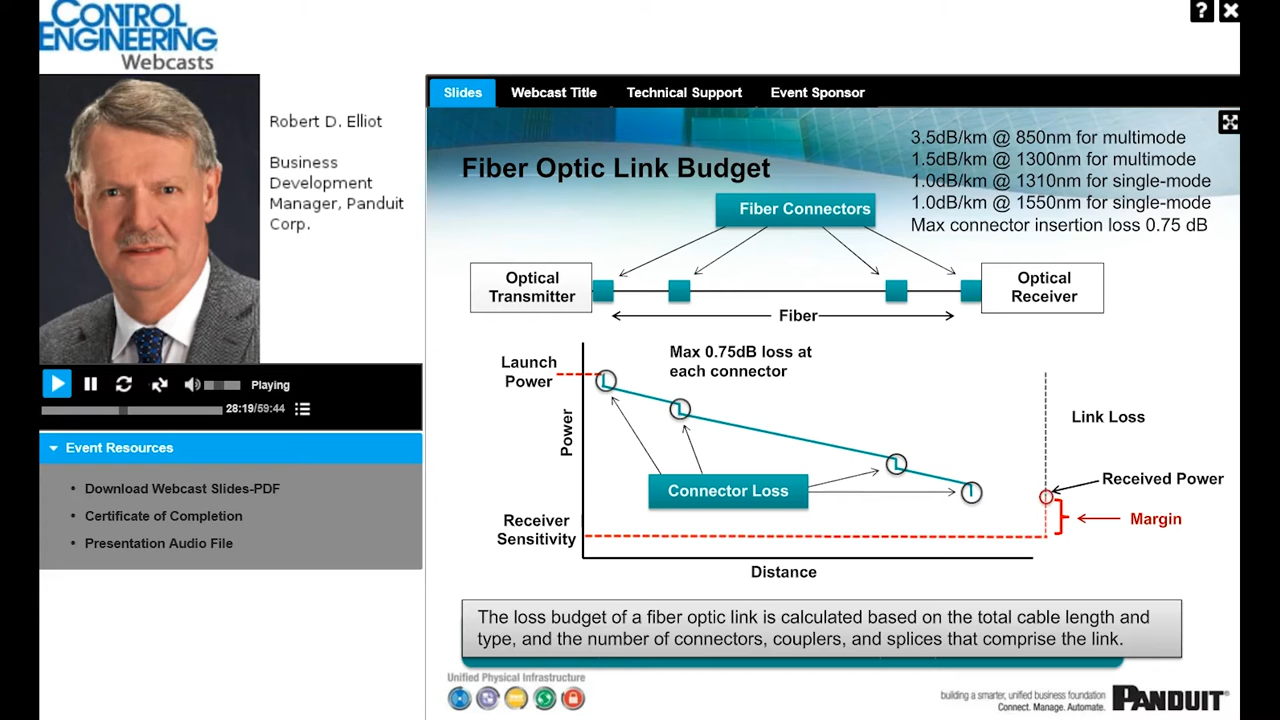 CONTROL
ENGINEERING
Webcasts
? ×
Robert D. Elliot
Business
Development
Manager, Panduit
Corp.
Playing
28:19/59:44
Event Resources
• Download Webcast Slides-PDF
• Certificate of Completion
• Presentation Audio File
Slides Webcast Title Technical Support Event Sponsor
Fiber Optic Link Budget
3.5dB/km @ 850nm for multimode
1.5dB/km @ 1300nm for multimode
1.0dB/km @ 1310nm for single-mode
1.0dB/km @ 1550nm for single-mode
Max connector insertion loss 0.75 dB
Fiber Connectors
Optical
Transmitter
Optical
Receiver
Fiber
Max 0.75dB loss at
each connector
Launch
Power
Power
Link Loss
Connector Loss
Received Power
Margin
Receiver
Sensitivity
Distance
The loss budget of a fiber optic link is calculated based on the total cable length and
type, and the number of connectors, couplers, and splices that comprise the link.
Unified Physical Infrastructure
building a smarter, unified business foundation
Connect. Manage. Automate.
PANDUIT